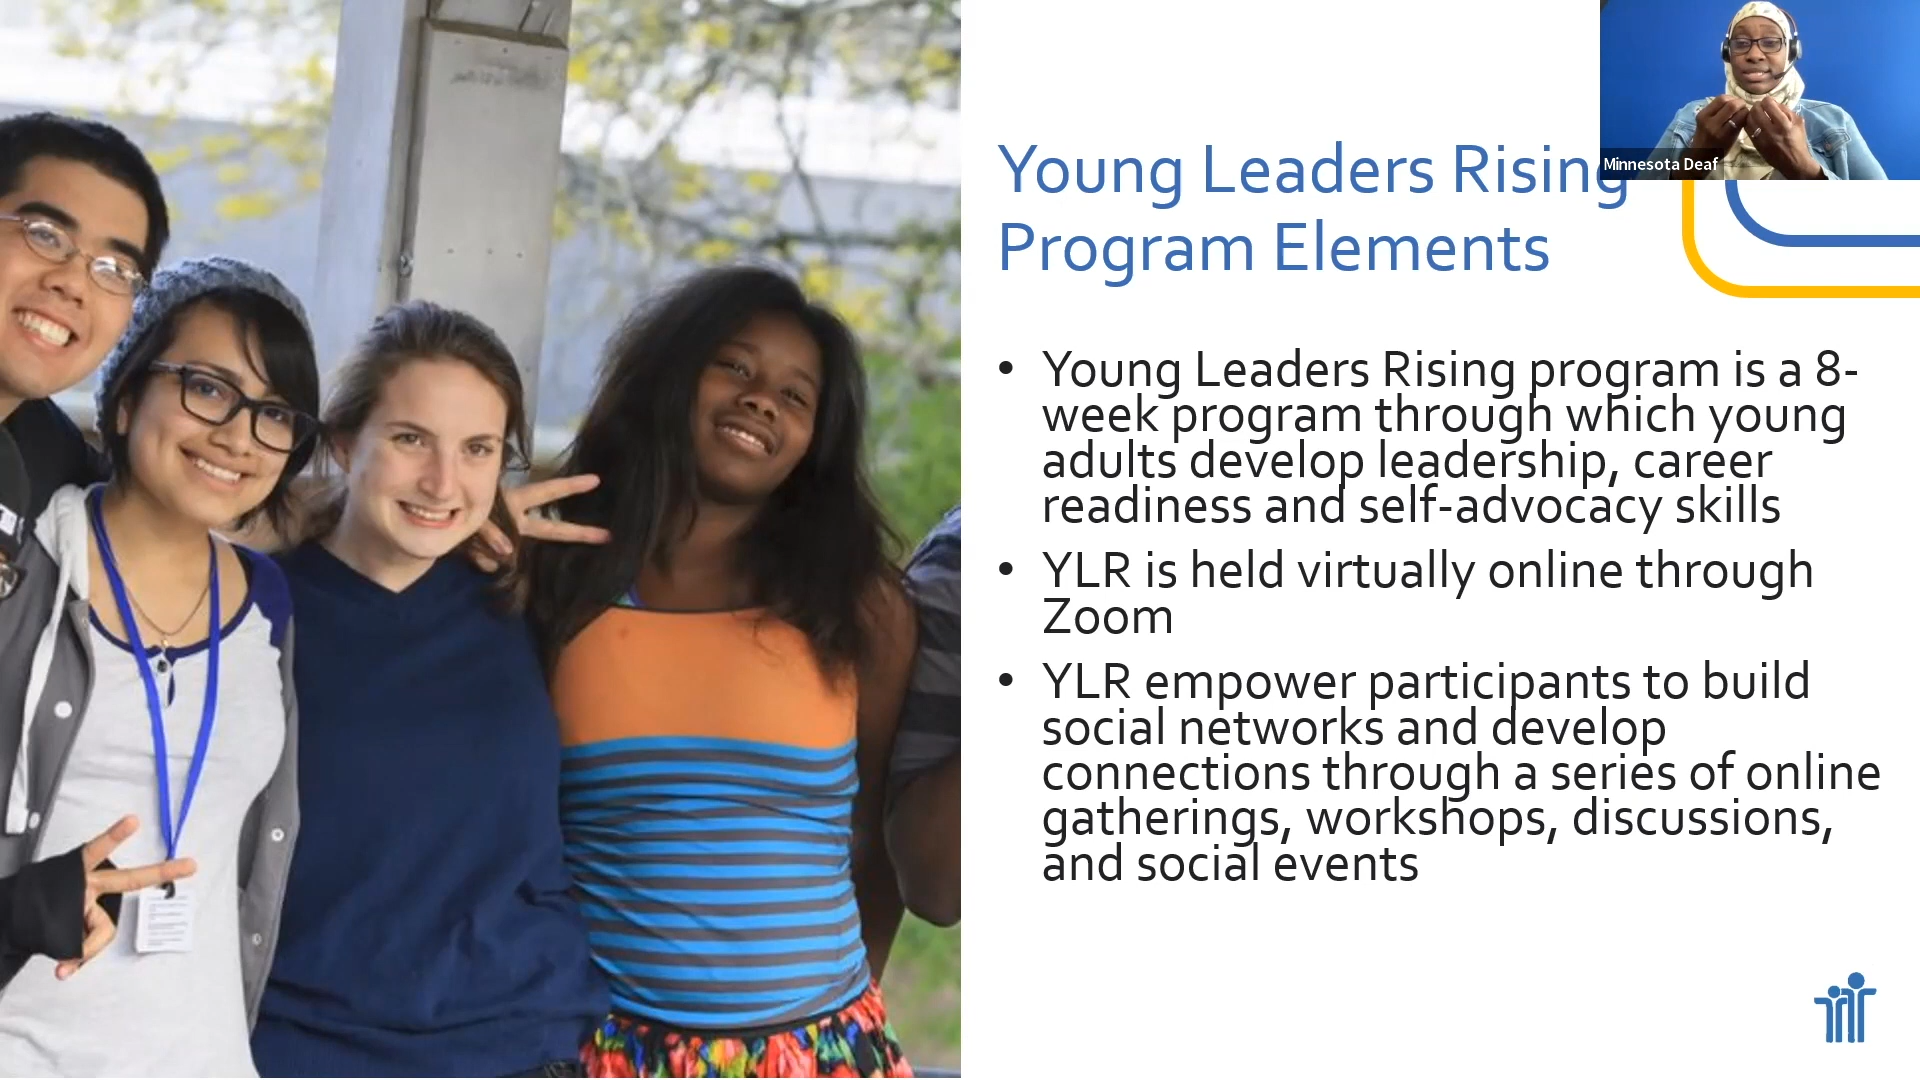 Minnesota Deaf
Young Leaders Rising
Program Elements
• Young Leaders Rising program is a 8-
week program through which young
adults develop leadership, career
readiness and self-advocacy skills
• YLR is held virtually online through
Zoom
• YLR empower participants to build
social networks and develop
connections through a series of online
gatherings, workshops, discussions,
and social events